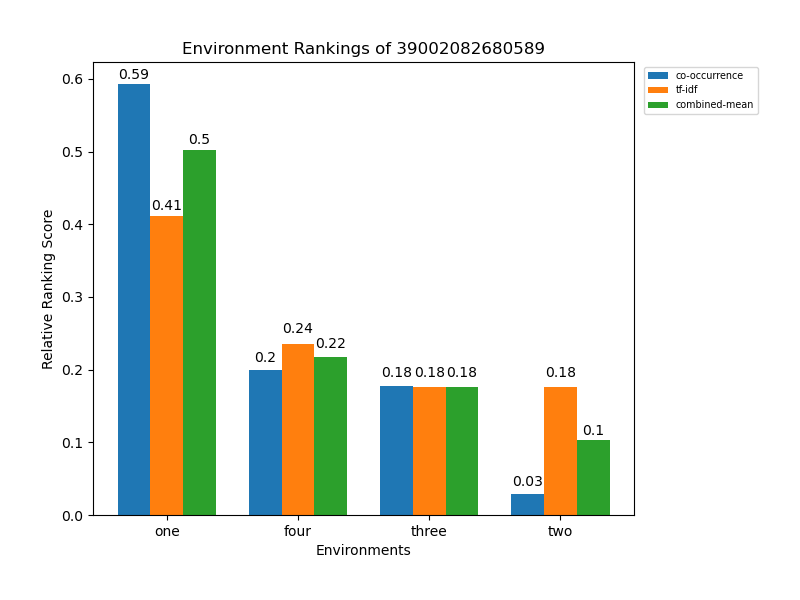 Environment Rankings of 39002082680589
co-occurrence
tf-idf
combined-mean
Relative Ranking Score
0.6
0.5
0.4
0.3
0.2
0.1
0.0
0.59
0.41
0.5
0.2
0.24
0.22
0.18
0.18
0.18
0.03
0.18
0.1
one
four
three
two
Environments